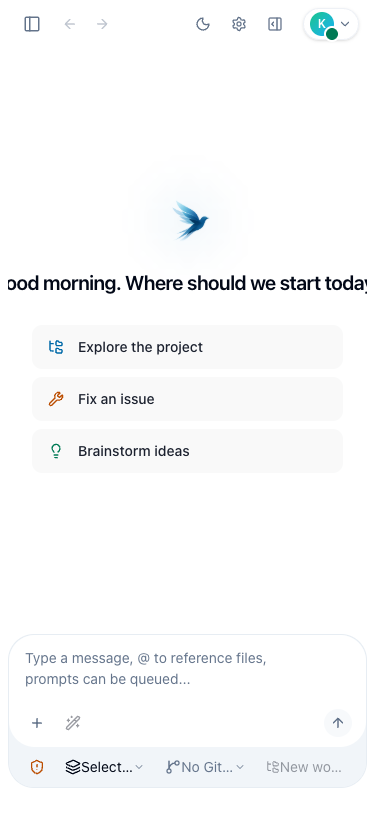 K
ood morning. Where should we start today
Explore the project
Fix an issue
Brainstorm ideas
Type a message, @ to reference files,
prompts can be queued...
Select... No Git... New wo...